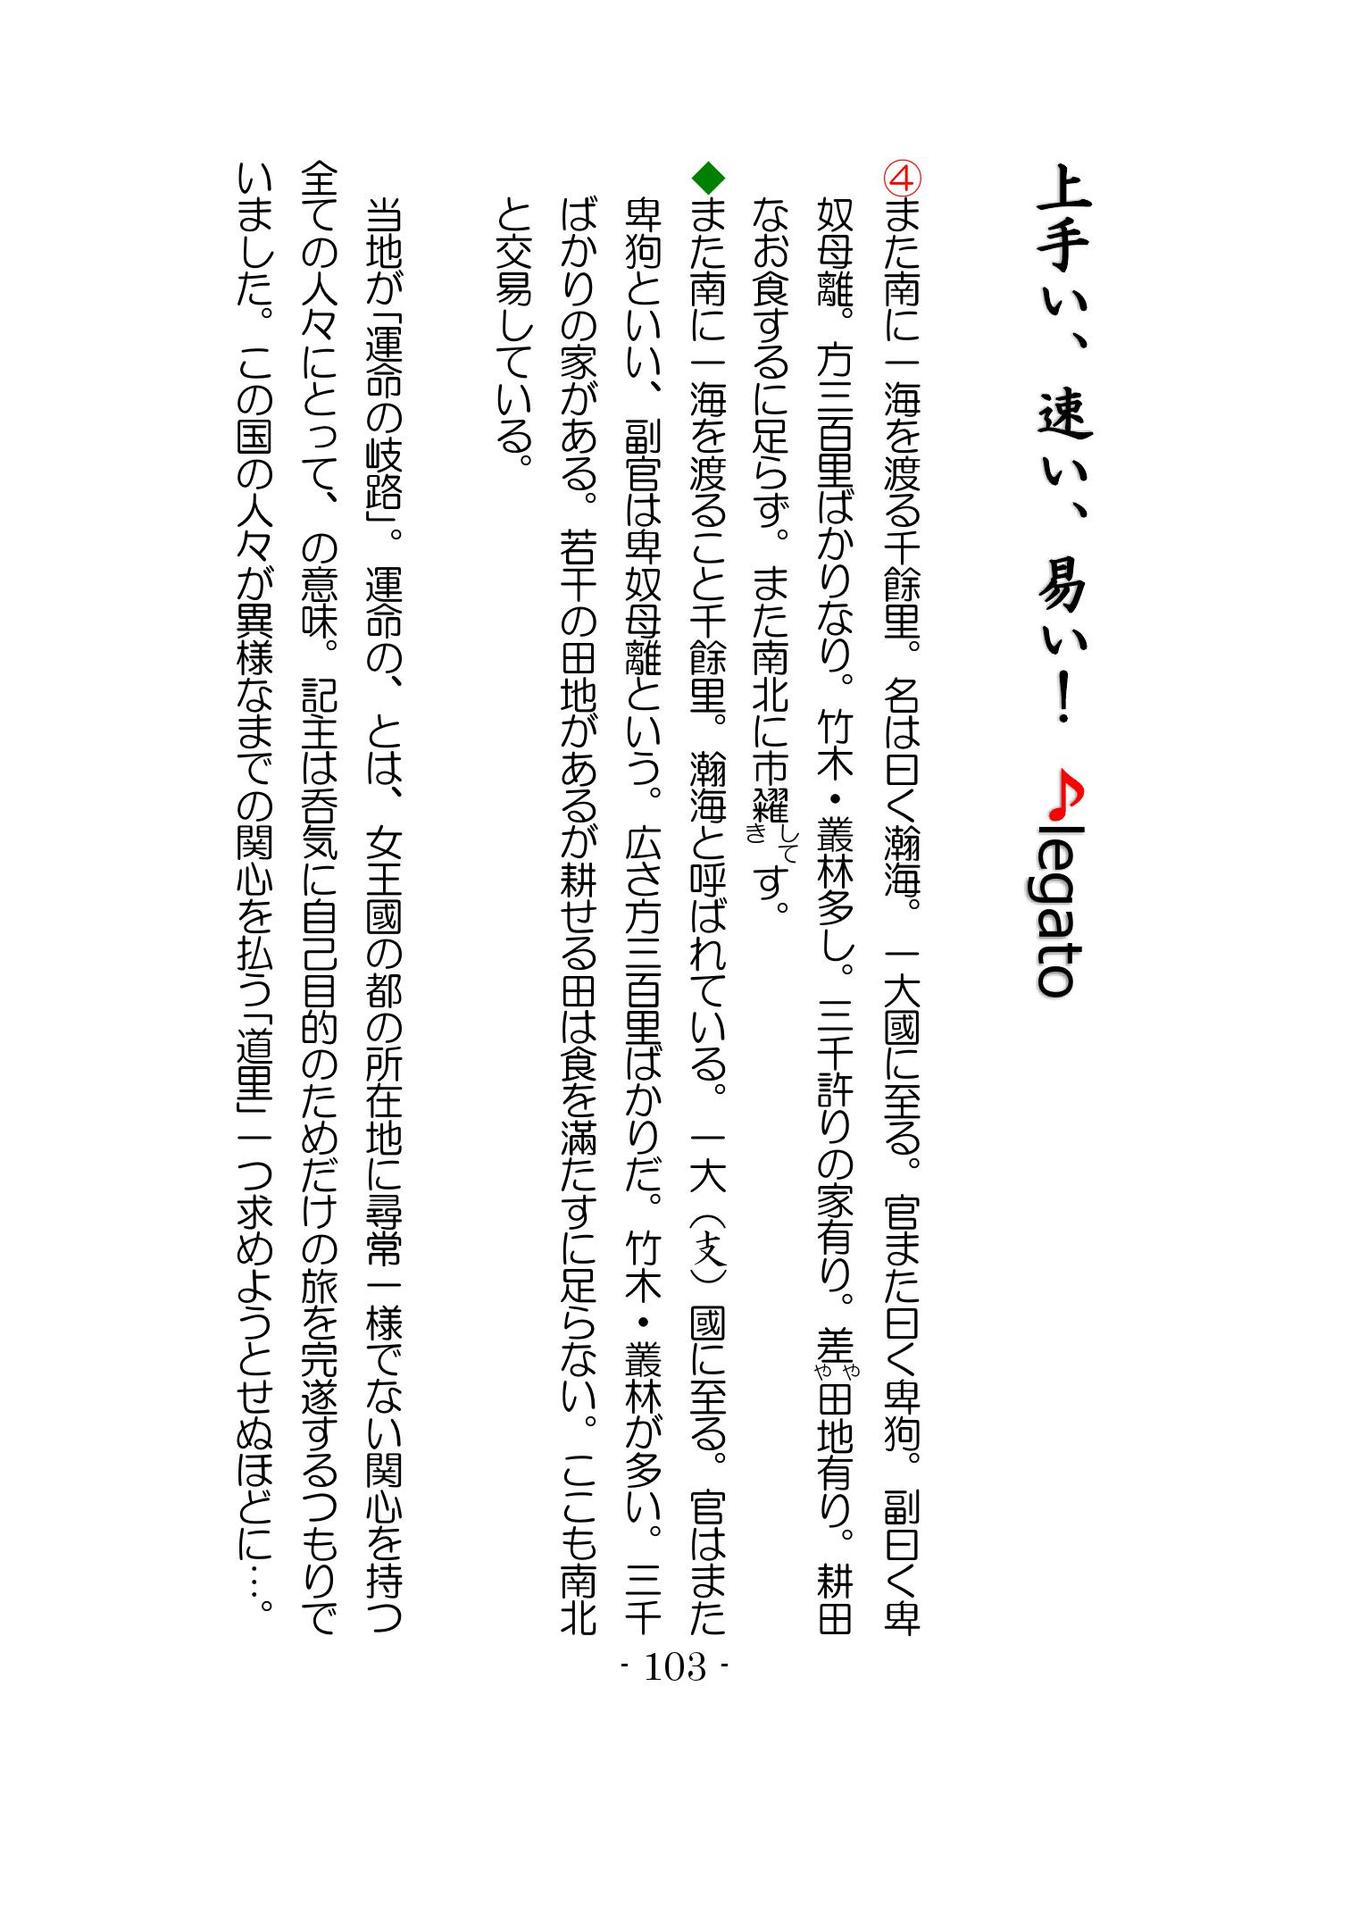 上手い、速い、易い！♪legato
④また南に一海を渡る千餘里。名は曰く瀚海。一大國に至る。官また曰く卑狗。副曰く卑
奴母離。方三百里ばかりなり。竹木・叢林多し。三千許りの家有り。差やや田地有り。耕田
なお食するに足らず。また南北に市糴してきす。
◆また南に一海を渡ること千餘里。瀚海と呼ばれている。一大（支）國に至る。官はまた
卑狗といい、副官は卑奴母離という。広さ方三百里ばかりだ。竹木・叢林が多い。三千
ばかりの家がある。若干の田地があるが耕せる田は食を満たすに足らない。ここも南北
と交易している。
当地が「運命の岐路」。運命の、とは、女王國の都の所在地に尋常一様でない関心を持つ
全ての人々にとって、の意味。記主は呑気に自己目的のためだけの旅を完遂するつもりで
いました。この国の人々が異様なまでの関心を払う「道里」一つ求めようとせぬほどに…。
- 103 -